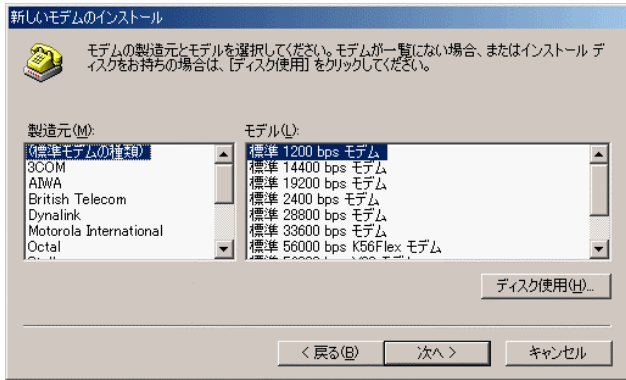 新しいモデムのインストール
モデムの製造元とモデルを選択してください。モデムが一覧にない場合、またはインストール デ
ィスクをお持ちの場合は、[ディスク使用] をクリックしてください。
製造元(M):
(標準モデムの種類)
3COM
AIWA
British Telecom
Dynalink
Motorola International
Octal
モデル(L):
標準 1200 bps モデム
標準 14400 bps モデム
標準 19200 bps モデム
標準 2400 bps モデム
標準 28800 bps モデム
標準 33600 bps モデム
標準 56000 bps K56Flex モデム
ディスク使用(H)...
< 戻る(B)
次へ >
キャンセル